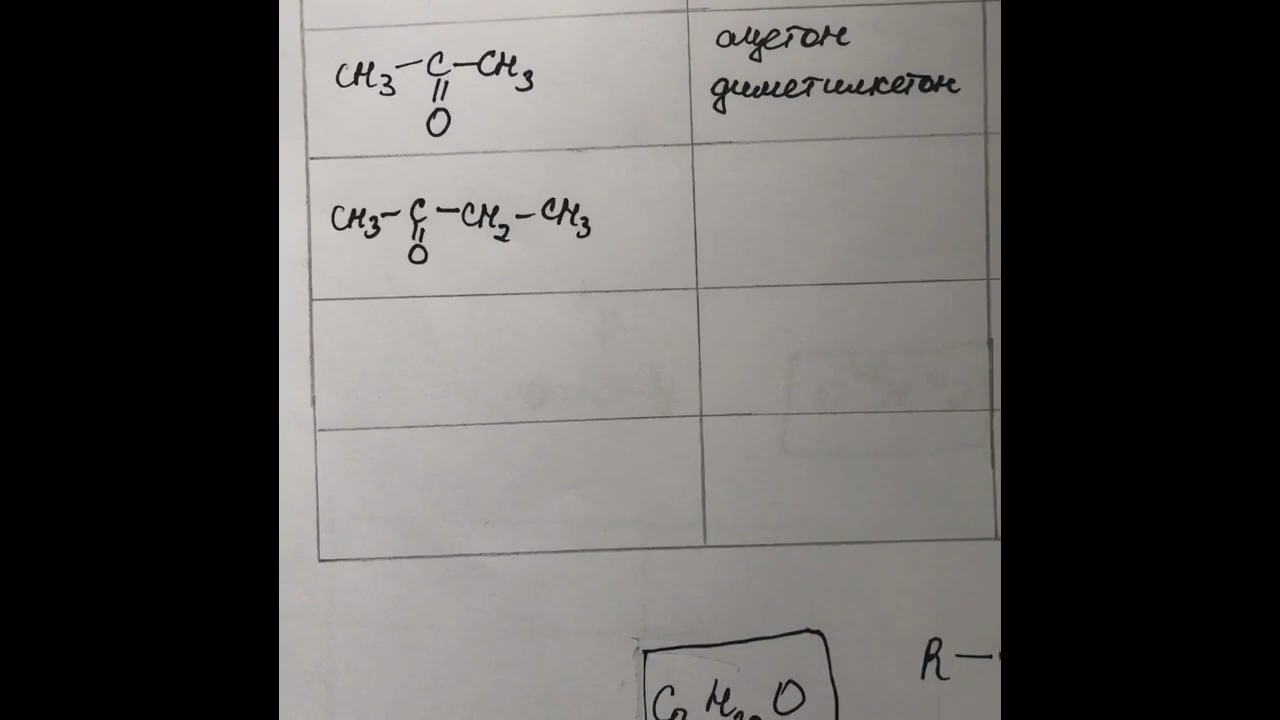 CH₃—C—CH₃
||
O
ацетон
диметилкетон
CH₃—C—CH₂—CH₃
||
O
R—
O